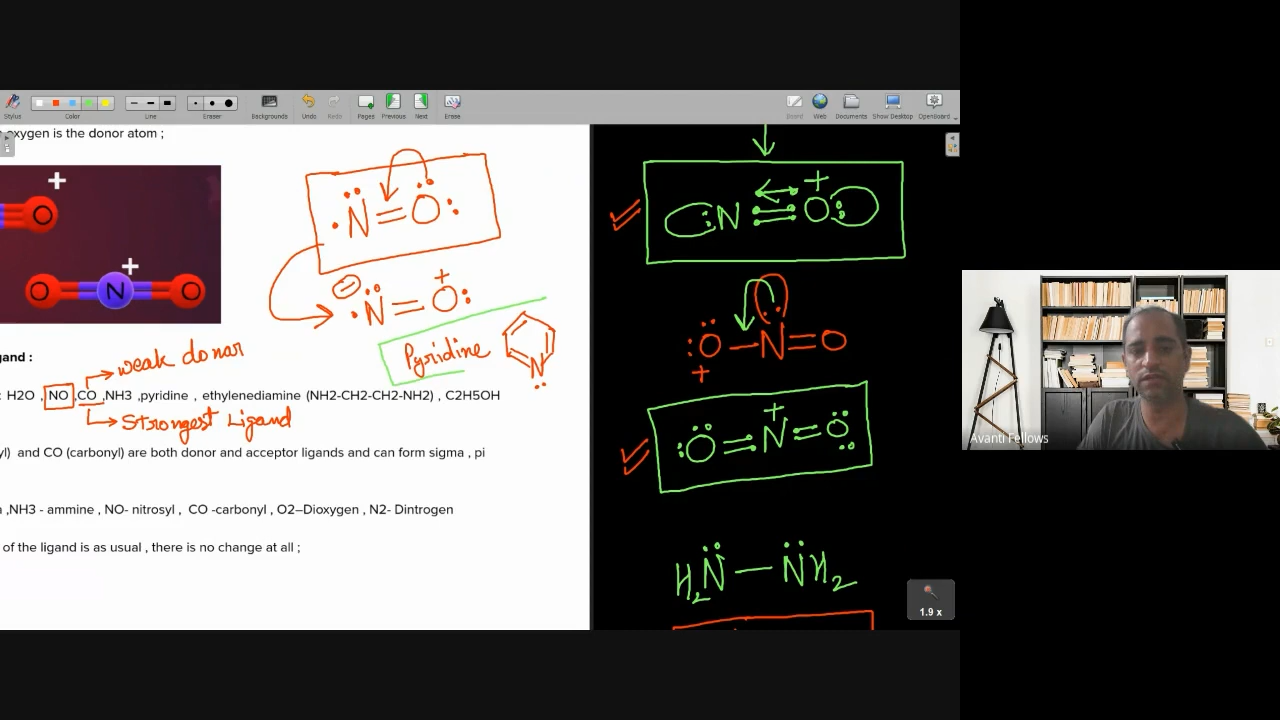 Stylus
Color
Line
Eraser
Backgrounds
Undo
Redo
Pages
Previous
Next
Erase
Board
Web
Documents
Show Desktop
OpenBoard
oxygen is the donor atom ;
+
O
+
O N O
·N̈=Ö:
⊖ ·N̈=O⁺:
Pyridine
N
and :
weak donar
: H2O , NO ,CO ,NH3 ,pyridine , ethylenediamine (NH2-CH2-CH2-NH2) , C2H5OH
Strongest Ligand
yl) and CO (carbonyl) are both donor and acceptor ligands and can form sigma , pi
,NH3 - ammine , NO- nitrosyl , CO -carbonyl , O2–Dioxygen , N2- Dintrogen
of the ligand is as usual , there is no change at all ;
:N≡O⁺:
:Ö–N̈=O
+
:Ö=N⁺=Ö
H₂N̈ — N̈H₂
1.9 x
Avanti Fellows